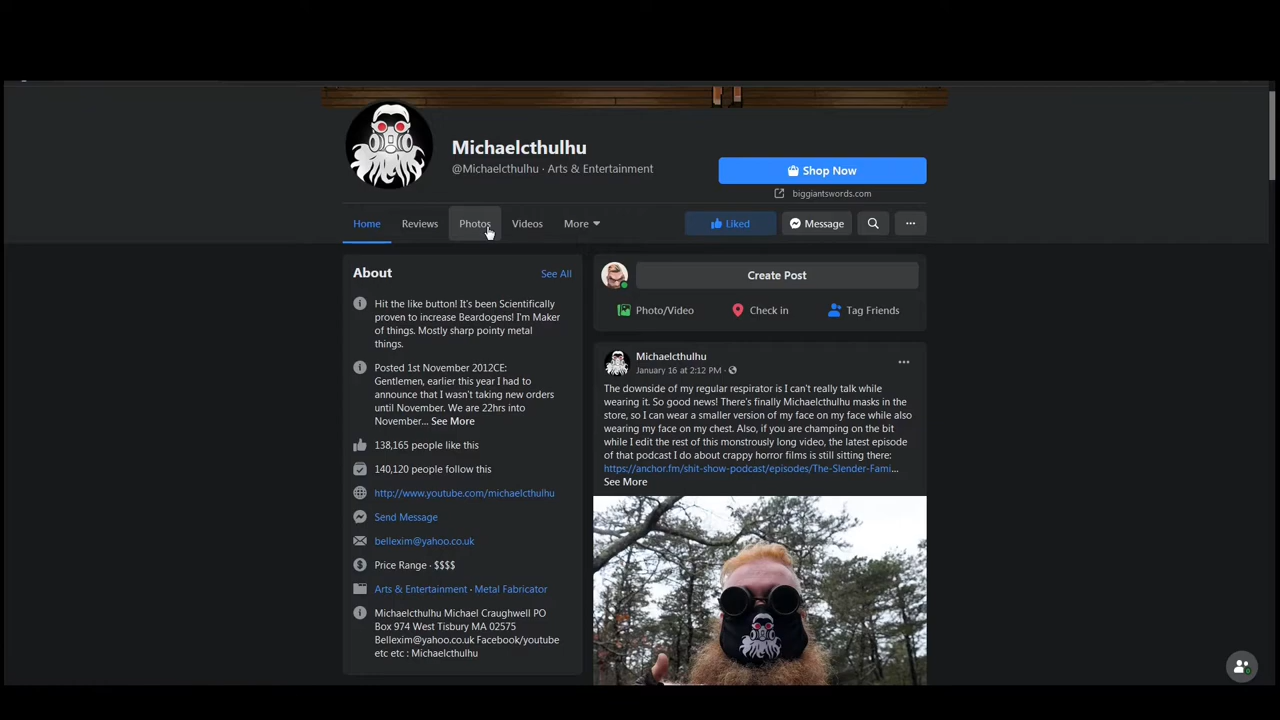 Michaelcthulhu
@Michaelcthulhu · Arts & Entertainment
Shop Now
biggiantswords.com
Home
Reviews
Photos
Videos
More
Liked
Message
About
See All
Hit the like button! It's been Scientifically
proven to increase Beardogens! I'm Maker
of things. Mostly sharp pointy metal
things.
Posted 1st November 2012CE:
Gentlemen, earlier this year I had to
announce that I wasn't taking new orders
until November. We are 22hrs into
November... See More
138,165 people like this
140,120 people follow this
http://www.youtube.com/michaelcthulhu
Send Message
bellexim@yahoo.co.uk
Price Range · $$$$
Arts & Entertainment · Metal Fabricator
Michaelcthulhu Michael Craughwell PO
Box 974 West Tisbury MA 02575
Bellexim@yahoo.co.uk Facebook/youtube
etc etc : Michaelcthulhu
Create Post
Photo/Video
Check in
Tag Friends
Michaelcthulhu
January 16 at 2:12 PM ·
The downside of my regular respirator is I can't really talk while
wearing it. So good news! There's finally Michaelcthulhu masks in the
store, so I can wear a smaller version of my face on my face while also
wearing my face on my chest. Also, if you are champing on the bit
while I edit the rest of this monstrously long video, the latest episode
of that podcast I do about crappy horror films is still sitting there:
https://anchor.fm/shit-show-podcast/episodes/The-Slender-Fami...
See More